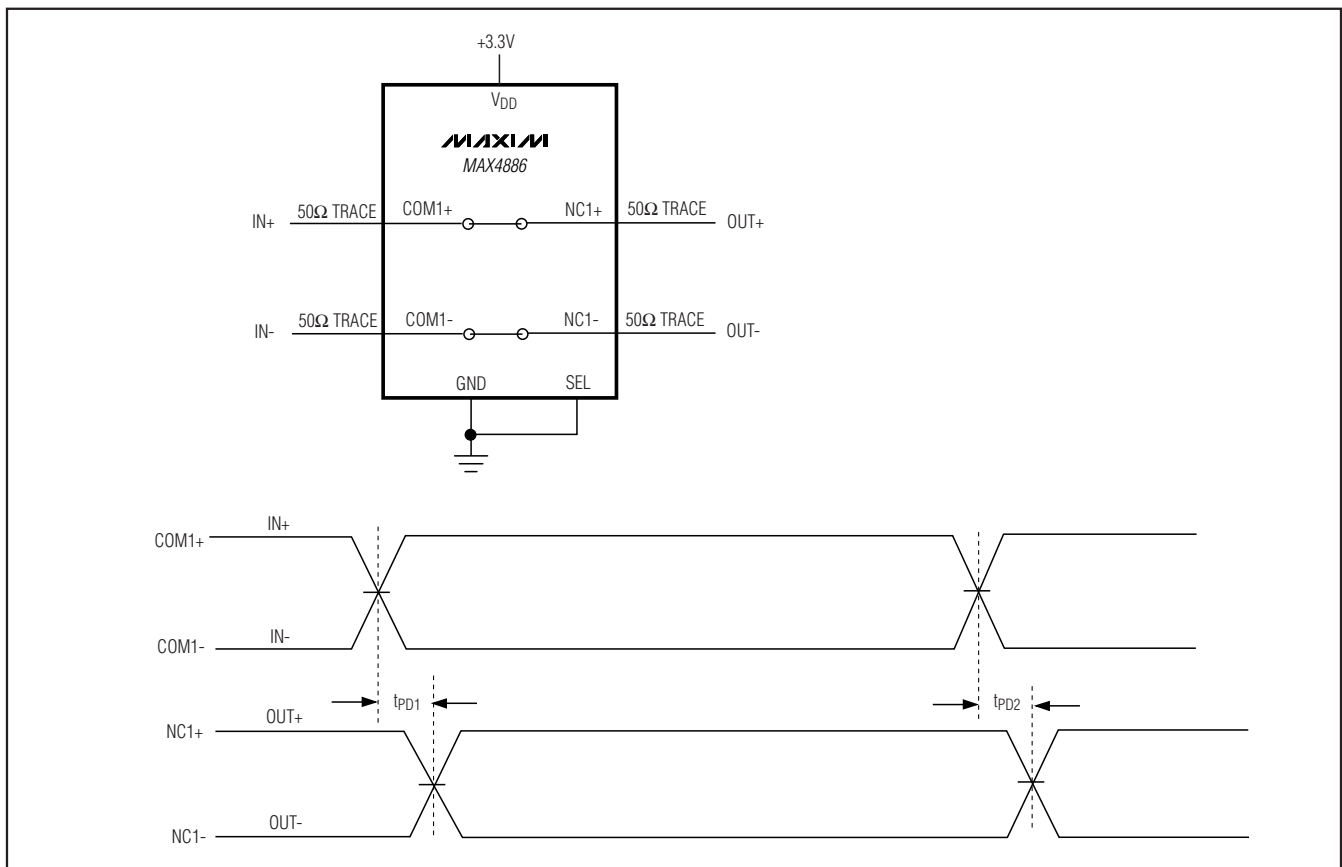 +3.3V
VDD
MAXIM
MAX4886
IN+ 50Ω TRACE COM1+ NC1+ 50Ω TRACE OUT+
IN- 50Ω TRACE COM1- NC1- 50Ω TRACE OUT-
GND SEL
IN+
COM1+
IN-
COM1-
tPD1 tPD2
OUT+
NC1+
OUT-
NC1-